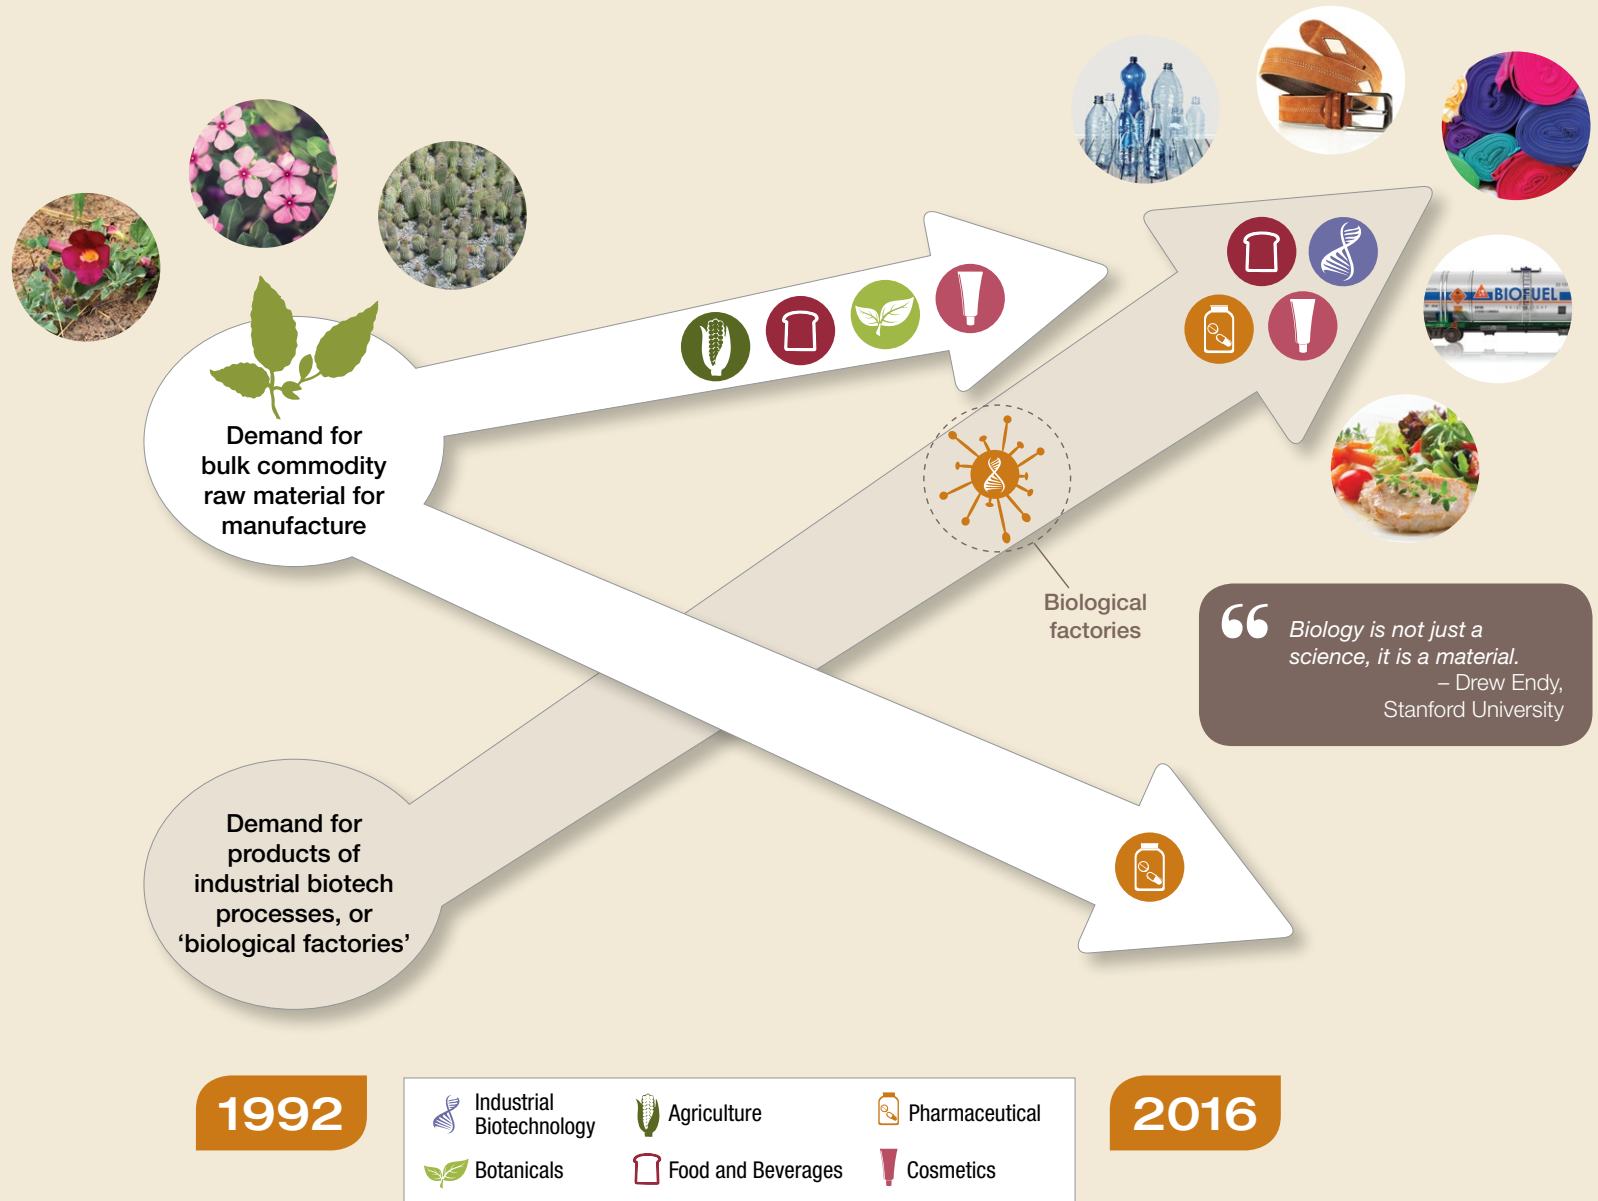 BIOFUEL
Demand for
bulk commodity
raw material for
manufacture
Biological
factories
“ Biology is not just a
science, it is a material.
– Drew Endy,
Stanford University
Demand for
products of
industrial biotech
processes, or
‘biological factories’
1992
Industrial
Biotechnology
Agriculture
Pharmaceutical
Botanicals
Food and Beverages
Cosmetics
2016